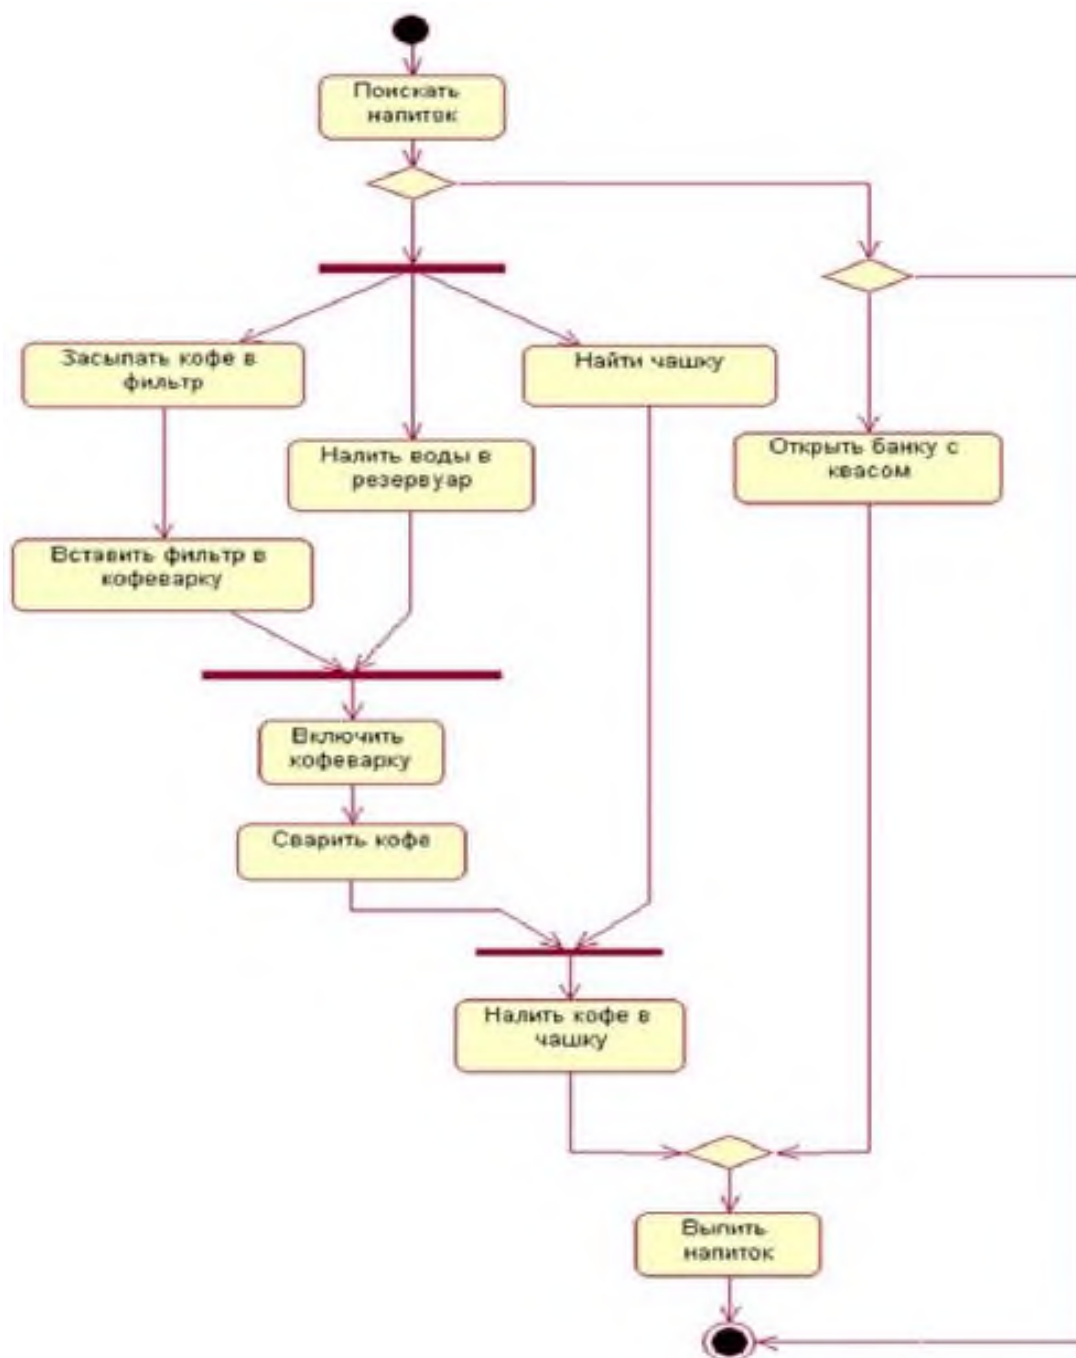 Поискать
напиток
Засыпать кофе в
фильтр
Найти чашку
Налить воды в
резервуар
Открыть банку с
квасом
Вставить фильтр в
кофеварку
Включить
кофеварку
Сварить кофе
Налить кофе в
чашку
Выпить
напиток